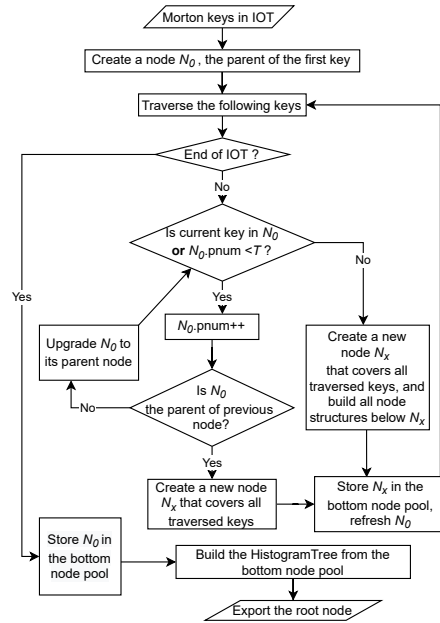 Morton keys in IOT
Create a node N0, the parent of the first key
Traverse the following keys
End of IOT ?
No
Is current key in N0
or N0.pnum <T ?
No
Yes
Yes
N0.pnum++
Upgrade N0 to
its parent node
Create a new
node Nx
that covers all
traversed keys, and
build all node
structures below Nx
Is N0
the parent of previous
node?
No
Yes
Create a new node
Nx that covers all
traversed keys
Store Nx in the
bottom node pool,
refresh N0
Store N0 in
the bottom
node pool
Build the HistogramTree from the
bottom node pool
Export the root node